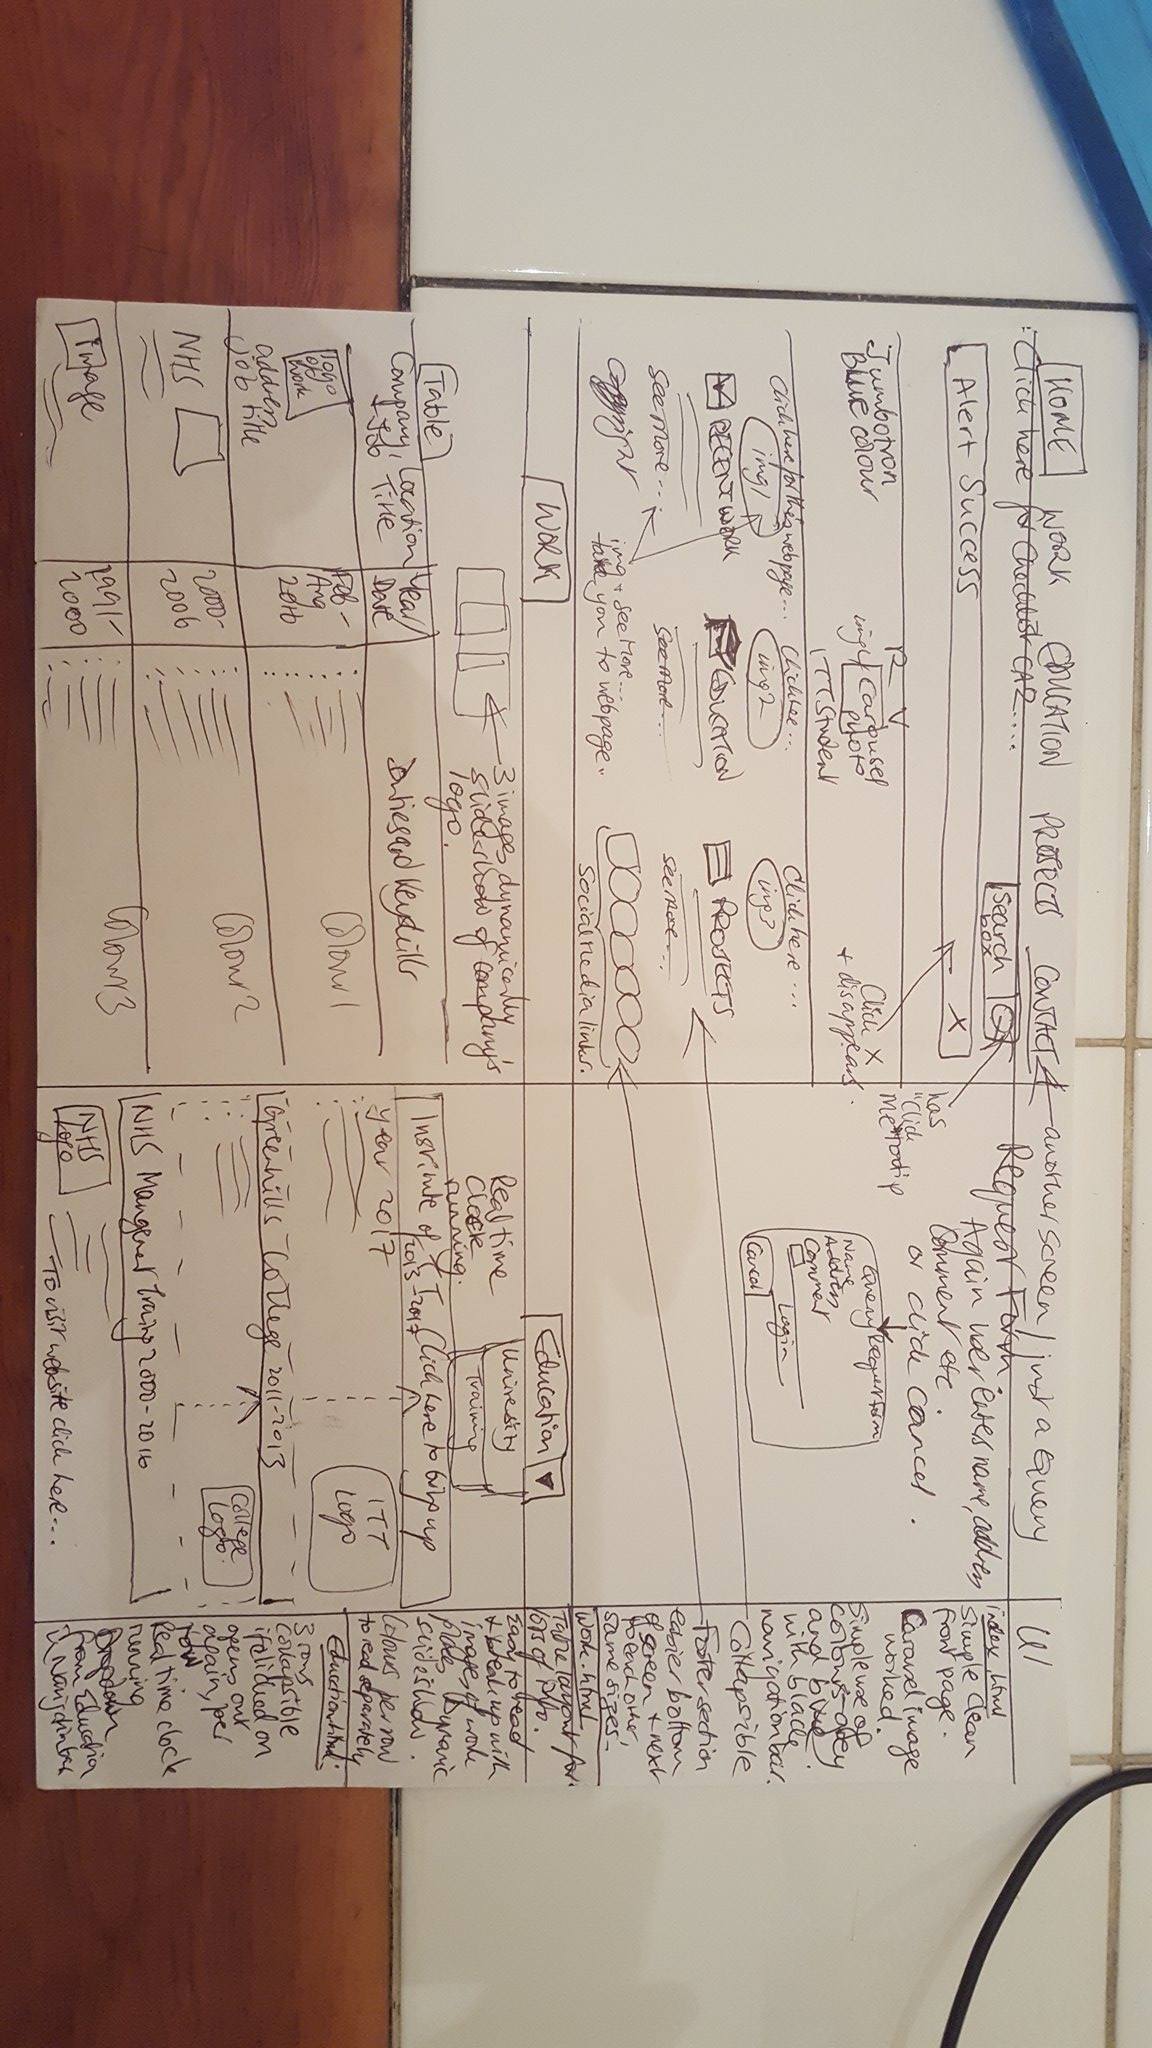 HOME WORK EDUCATION PROJECTS CONTACT
Click here for Checklist CA2....
Search
box
Alert Success X
Jumbotron
BLUE colour
R V
img4 Carousel
photo
ITT Student
Click X
+ disappears.
has
"Click
Me" tooltip
Click here for this webpage... Click here... Click here...
img1 img2 img3
RECENT WORK EDUCATION PROJECTS
See more... See more... See more...
Copyright
img + see More...
take you to webpage..
Social Media links.
another screen / just a Query
Request Form.
Again user enters name, address
Comment etc.
or click cancel.
Query Request form
Name
Address
Comment
Login
Cancel
WORK
3 images dynamically
slideshow of company's
logo.
Table
Company, Location
+ Job Title
Year/
Date
Duties and Keyskills
logo
of
work
address
job title
Feb-
Aug
2016
Colour 1
NHS
2000-
2006
Colour 2
Image
1991-
2000
Colour 3
Education ▼
University
Training
Real time
Clock
running.
Institute of T T Click here to
2013-2017
year 2017
ITT
Logo
Greenhills College 2011-2013
College
Logo.
NHS Mangement Traing 2000-2016
NHS
Logo
To visit website click here...
UI
index.html
Simple Clean
front page.
Carousel image
worked.
Simple use of
colours-grey
and blue
with black
navigation bar.
Collapsible
Footer section
easier bottom
of screen + next
to each other,
same sizes-
work.html
Table layout for
lots of info.
Easy to read
+ break up with
images of work
places Dynamic
slideshow.
Colours per row
to read separately
Education.html
3 rows
collapsible
if clicked on
opens out
again, per
row
Real time clock
running
Dropdown
from Education
in Navigation bar